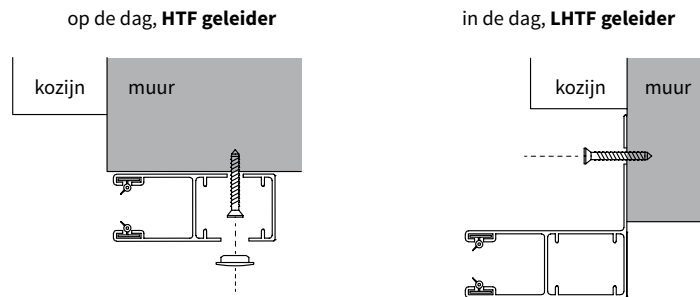 op de dag, HTF geleider
kozijn muur
in de dag, LHTF geleider
kozijn muur